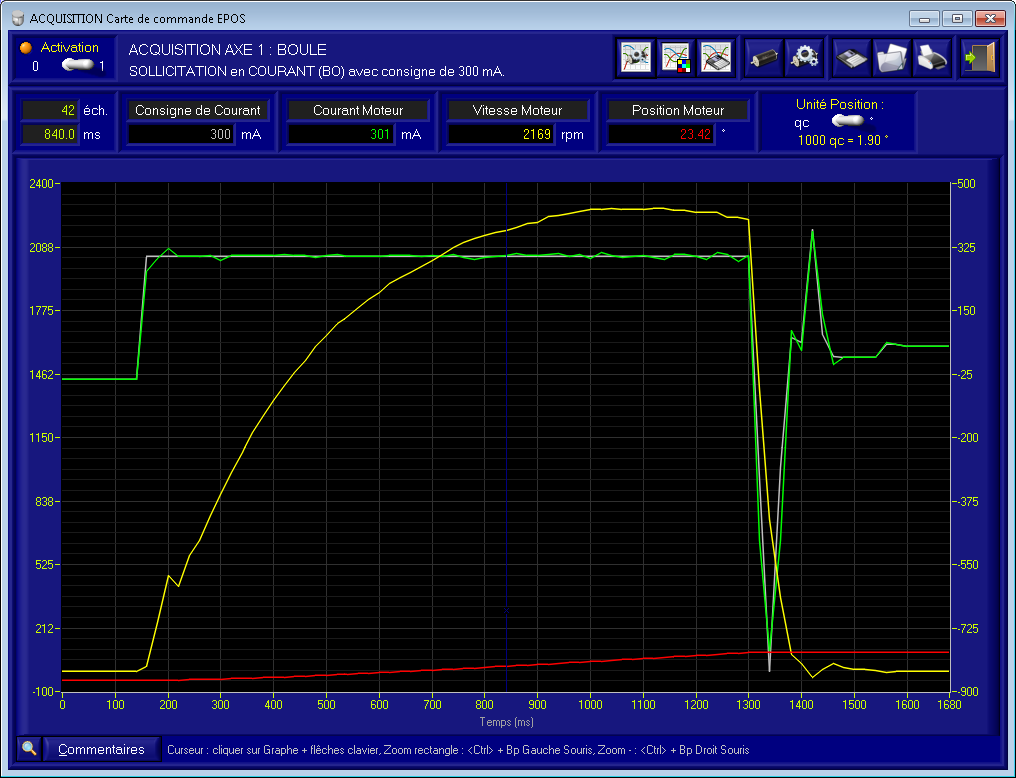 ACQUISITION Carte de commande EPOS
Activation
0 1
ACQUISITION AXE 1 : BOULE
SOLLICITATION en COURANT (BO) avec consigne de 300 mA.
42 éch.
840.0 ms
Consigne de Courant
300 mA
Courant Moteur
301 mA
Vitesse Moteur
2169 rpm
Position Moteur
23.42 °
Unité Position :
qc °
1000 qc = 1.90 °
2400 500
2088 325
1775 150
1462 -25
1150 -200
838 -375
525 -550
212 -725
-100 -900
0 100 200 300 400 500 600 700 800 900 1000 1100 1200 1300 1400 1500 1600 1680
Temps (ms)
Commentaires
Curseur : cliquer sur Graphe + flêches clavier, Zoom rectangle : <Ctrl> + Bp Gauche Souris, Zoom - : <Ctrl> + Bp Droit Souris